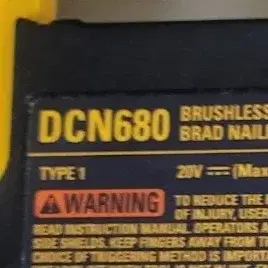 DCN680 BRUSHLESS
BRAD NAIL
TYPE 1 20V ⎓ (Max
WARNING TO REDUCE THE
OF INJURY, USER
READ INSTRUCTION MANUAL. OPERATORS A
SIDE SHIELDS. KEEP FINGERS AWAY FROM T
CHOICE OF TRIGGERING METHOD IS IMPORTA